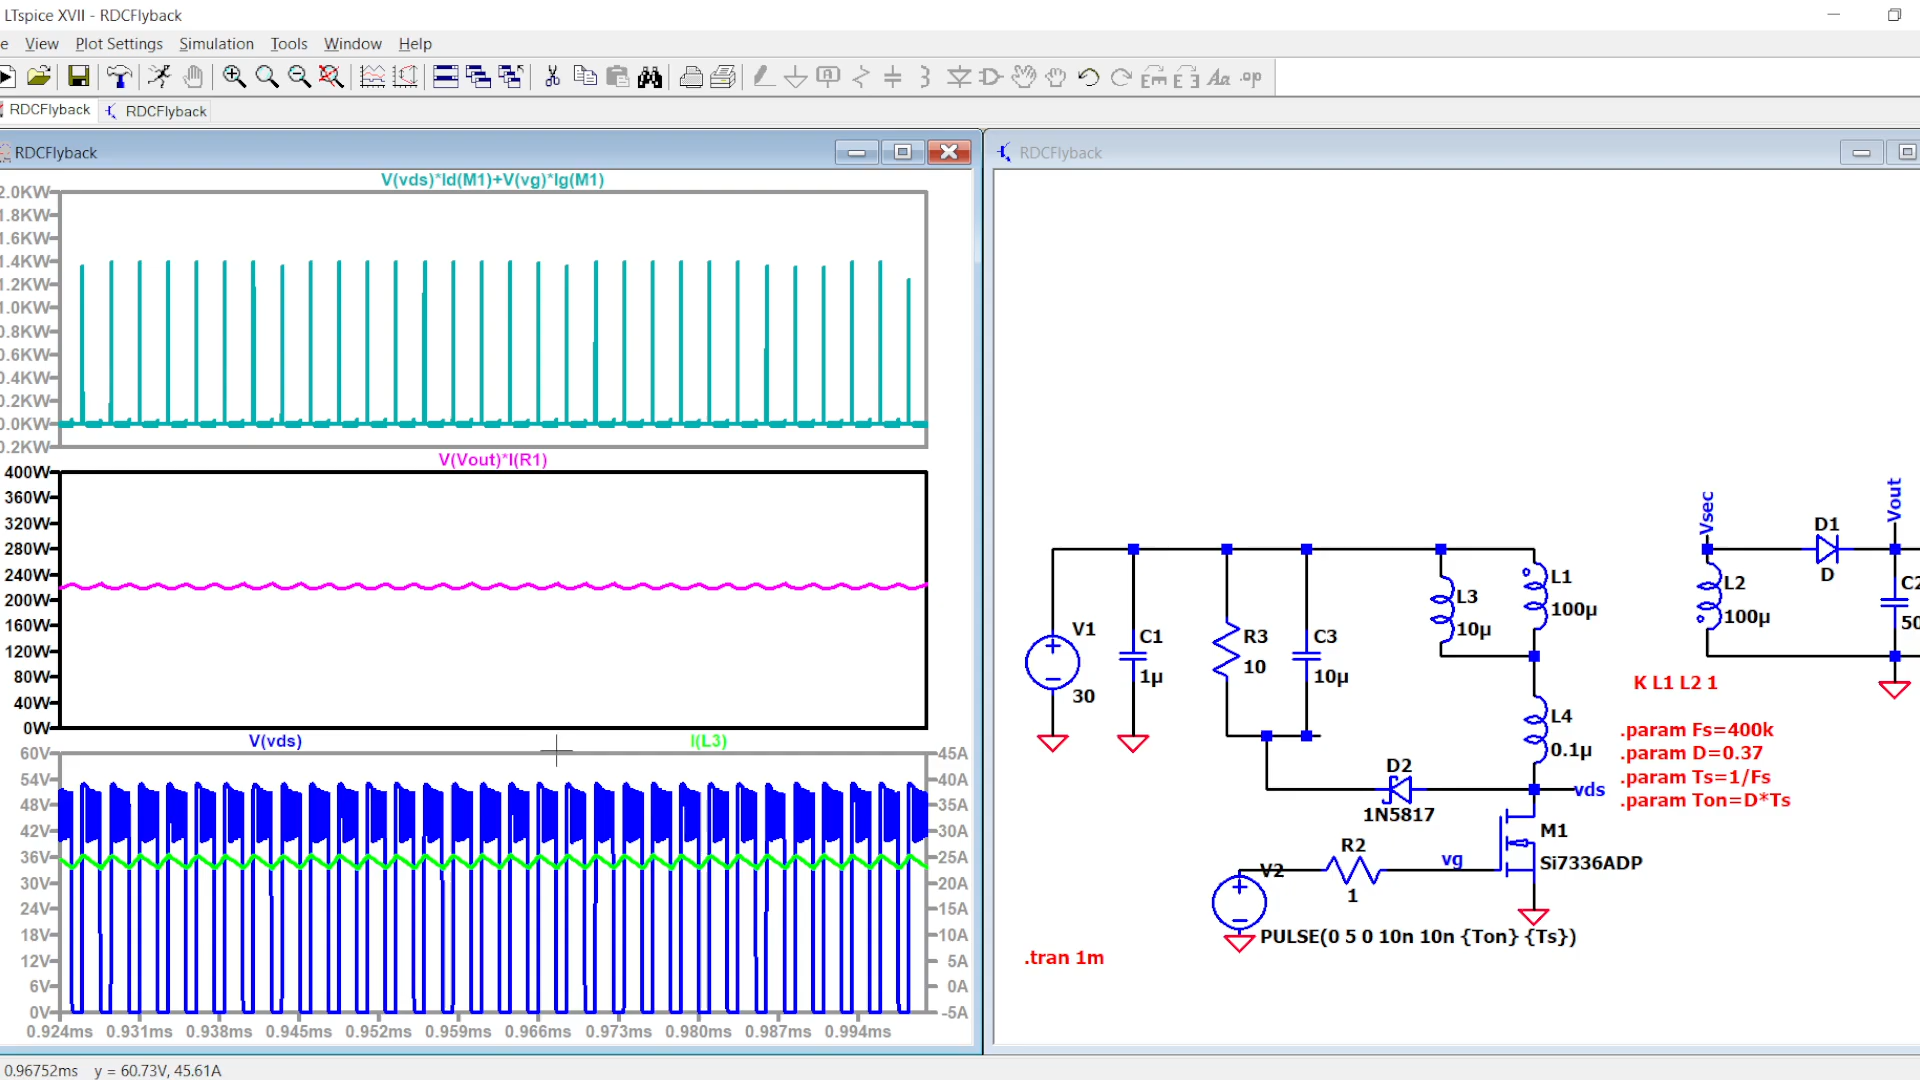 LTspice XVII - RDCFlyback
e View Plot Settings Simulation Tools Window Help
RDCFlyback RDCFlyback
RDCFlyback
V(vds)*Id(M1)+V(vg)*Ig(M1)
2.0KW
1.8KW
1.6KW
1.4KW
1.2KW
1.0KW
0.8KW
0.6KW
0.4KW
0.2KW
0.0KW
0.2KW
V(Vout)*I(R1)
400W
360W
320W
280W
240W
200W
160W
120W
80W
40W
0W
V(vds) I(L3)
60V 45A
54V 40A
48V 35A
42V 30A
36V 25A
30V 20A
24V 15A
18V 10A
12V 5A
6V 0A
0V -5A
0.924ms 0.931ms 0.938ms 0.945ms 0.952ms 0.959ms 0.966ms 0.973ms 0.980ms 0.987ms 0.994ms
RDCFlyback
Vsec
Vout
D1
D
L1
100µ
L3
10µ
L2
100µ
C2
50
V1
30
C1
1µ
R3
10
C3
10µ
K L1 L2 1
L4
0.1µ
.param Fs=400k
.param D=0.37
.param Ts=1/Fs
.param Ton=D*Ts
D2
1N5817
vds
M1
Si7336ADP
R2
1
vg
V2
PULSE(0 5 0 10n 10n {Ton} {Ts})
.tran 1m
0.96752ms y = 60.73V, 45.61A